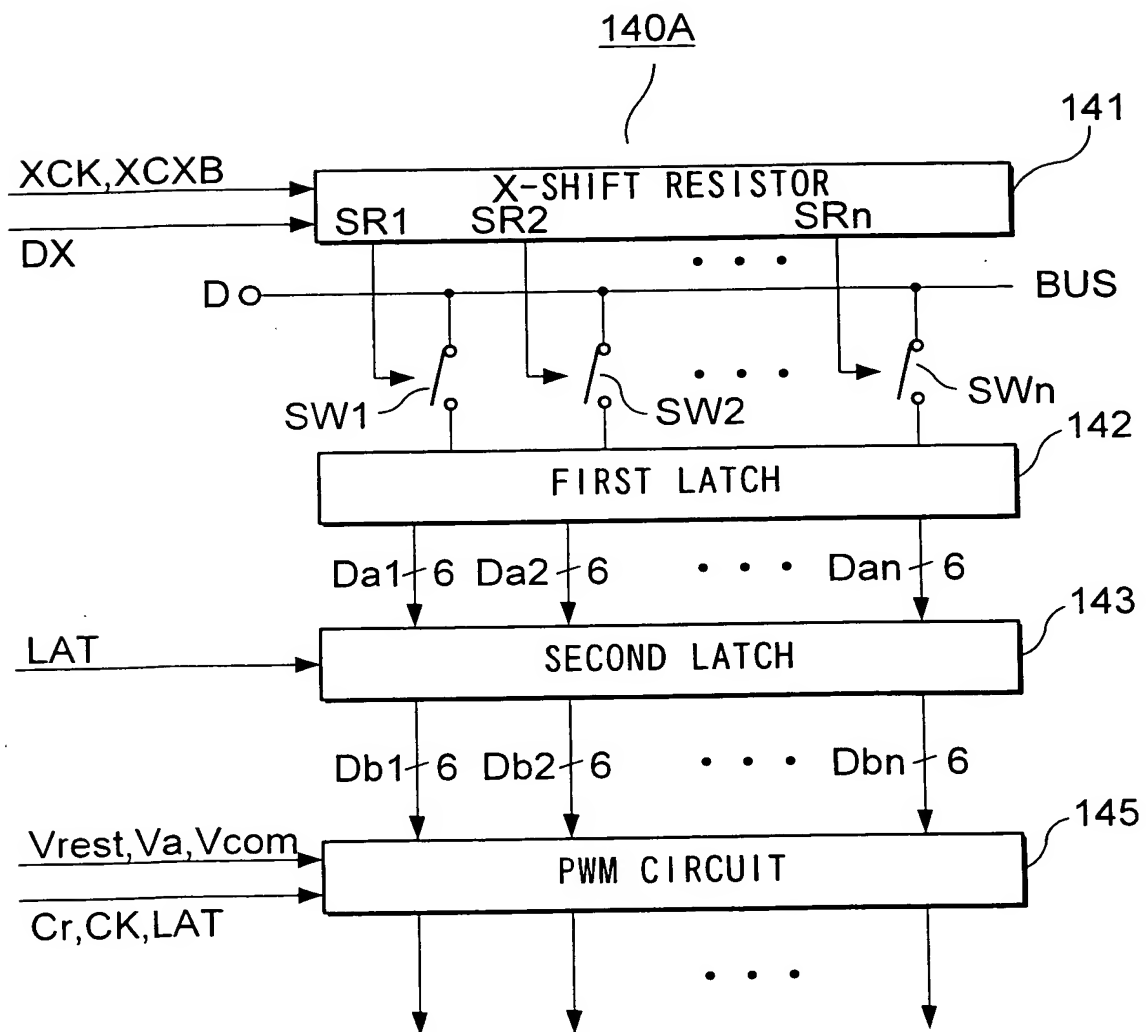 140A
141
XCK,XCXB
X-SHIFT RESISTOR
SR1 SR2 SRn
DX
D BUS
SW1 SW2 SWn
142
FIRST LATCH
Da1 6 Da2 6 Dan 6
143
LAT
SECOND LATCH
Db1 6 Db2 6 Dbn 6
145
Vrest,Va,Vcom
PWM CIRCUIT
Cr,CK,LAT